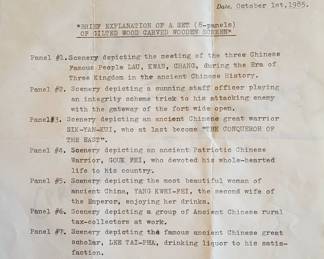 Date, October 1st,1985.
"BRIEF EXPLANATION OF A SET (8-panels)
OF GILTED WOOD CARVED WOODEN SCREEN"
Panel #1. Scenery depicting the meeting of the three Chinese
Famous People LAU, KWAN, CHANG, during the Era of
Three Kingdom in the ancient Chinese History.
Panel #2. Scenery depicting a cunning staff officer playing
an integrity scheme trick to his attacking enemy
with the gateway of the fort wide open.
Panel#3. Scenery depicting an ancient Chinese great warrior
SIK-YAN-KUI, who at last become "THE CONQUEROR OF
THE EAST".
Panel #4. Scenery depicting an ancient Patriotic Chinese
Warrior, GOUK FEI, who devoted his whole-hearted
life to his country.
Panel #5. Scenery depicting the most beautiful woman of
ancient China, YANG KWEI-FEI, the second wife of
the Emperor, enjoying her drinks.
Panel #6. Scenery depicting a group of Ancient Chinese rural
tax-collectors at work.
Panel #7. Scenery depicting the famous ancient Chinese great
scholar, LEE TAI-PHA, drinking liquor to his satis-
faction.